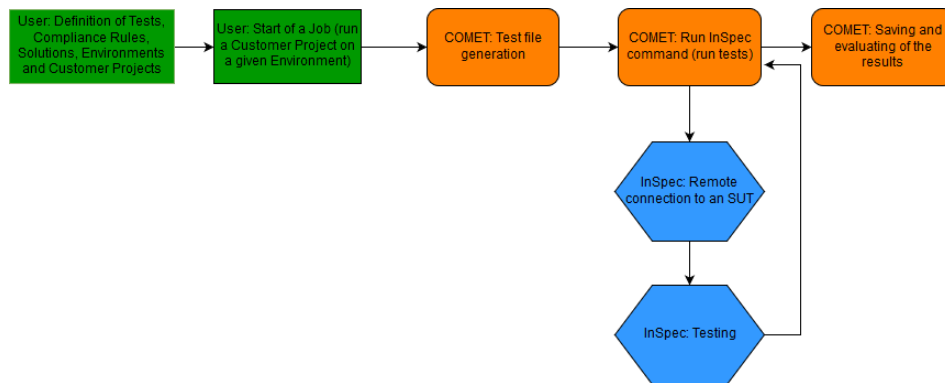 User: Definition of Tests,
Compliance Rules,
Solutions, Environments
and Customer Projects
User: Start of a Job (run
a Customer Project on
a given Environment)
COMET: Test file
generation
COMET: Run InSpec
command (run tests)
COMET: Saving and
evaluating of the
results
InSpec: Remote
connection to an SUT
InSpec: Testing